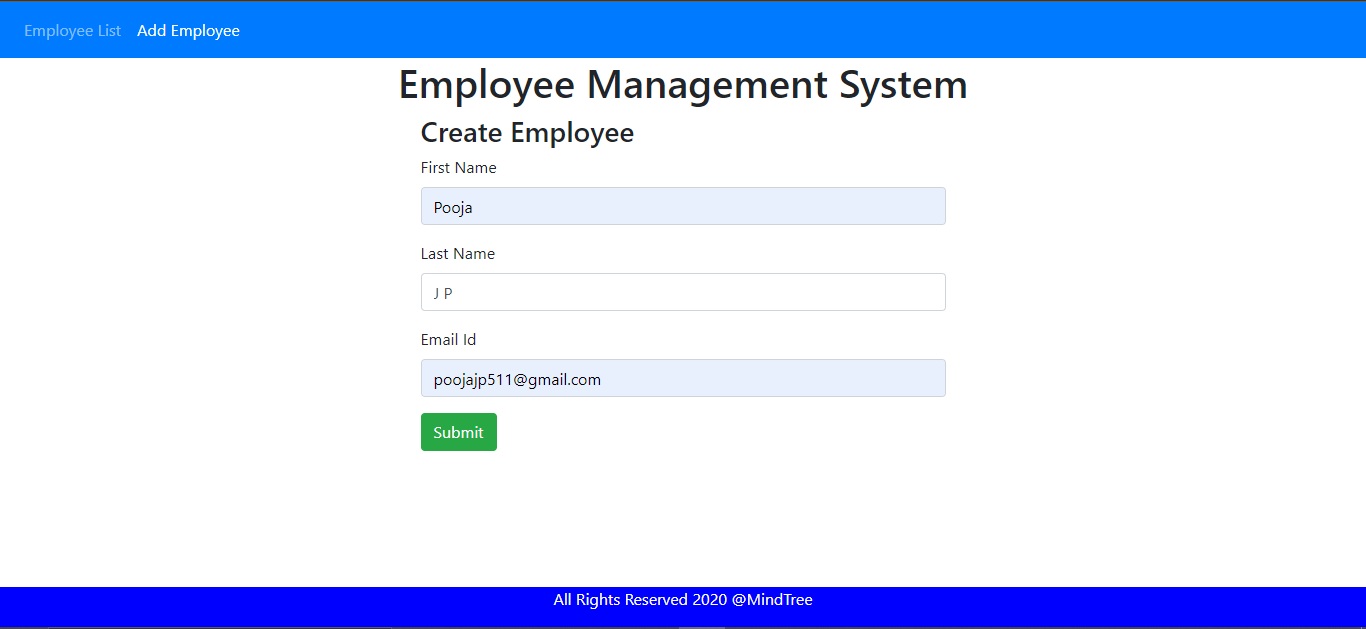 Employee List Add Employee
Employee Management System
Create Employee
First Name
Pooja
Last Name
J P
Email Id
poojajp511@gmail.com
Submit
All Rights Reserved 2020 @MindTree